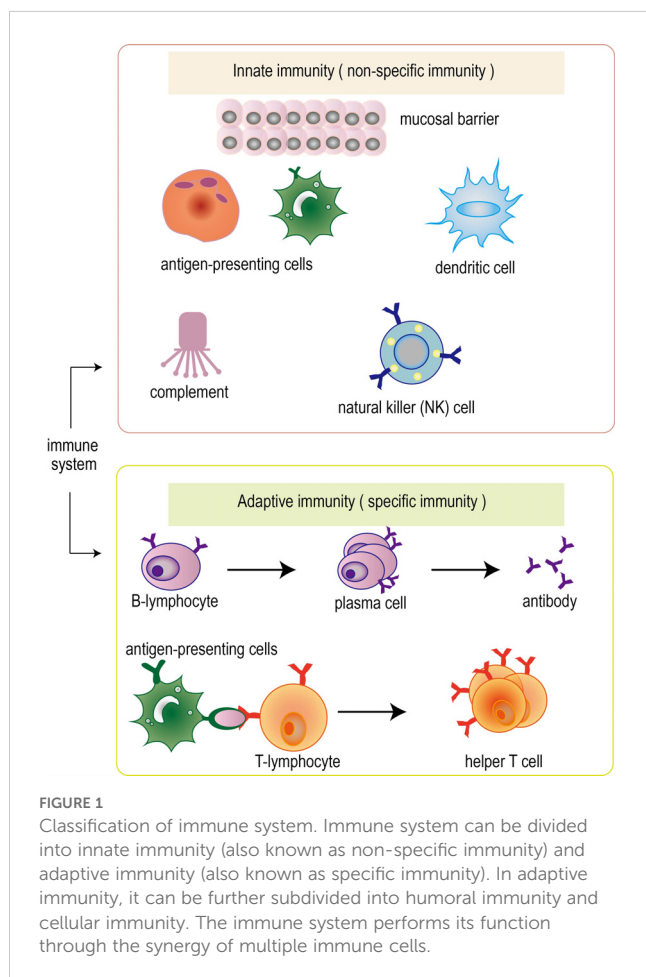 Innate immunity ( non-specific immunity )
mucosal barrier
antigen-presenting cells
dendritic cell
complement
natural killer (NK) cell
immune
system
Adaptive immunity ( specific immunity )
B-lymphocyte
plasma cell
antibody
antigen-presenting cells
T-lymphocyte
helper T cell
FIGURE 1
Classification of immune system. Immune system can be divided
into innate immunity (also known as non-specific immunity) and
adaptive immunity (also known as specific immunity). In adaptive
immunity, it can be further subdivided into humoral immunity and
cellular immunity. The immune system performs its function
through the synergy of multiple immune cells.